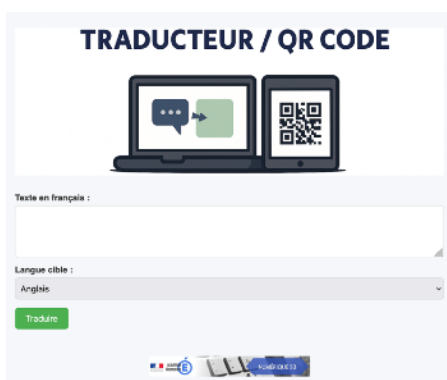 TRADUCTEUR / QR CODE
Texte en français :
Langue cible :
Anglais
Traduire